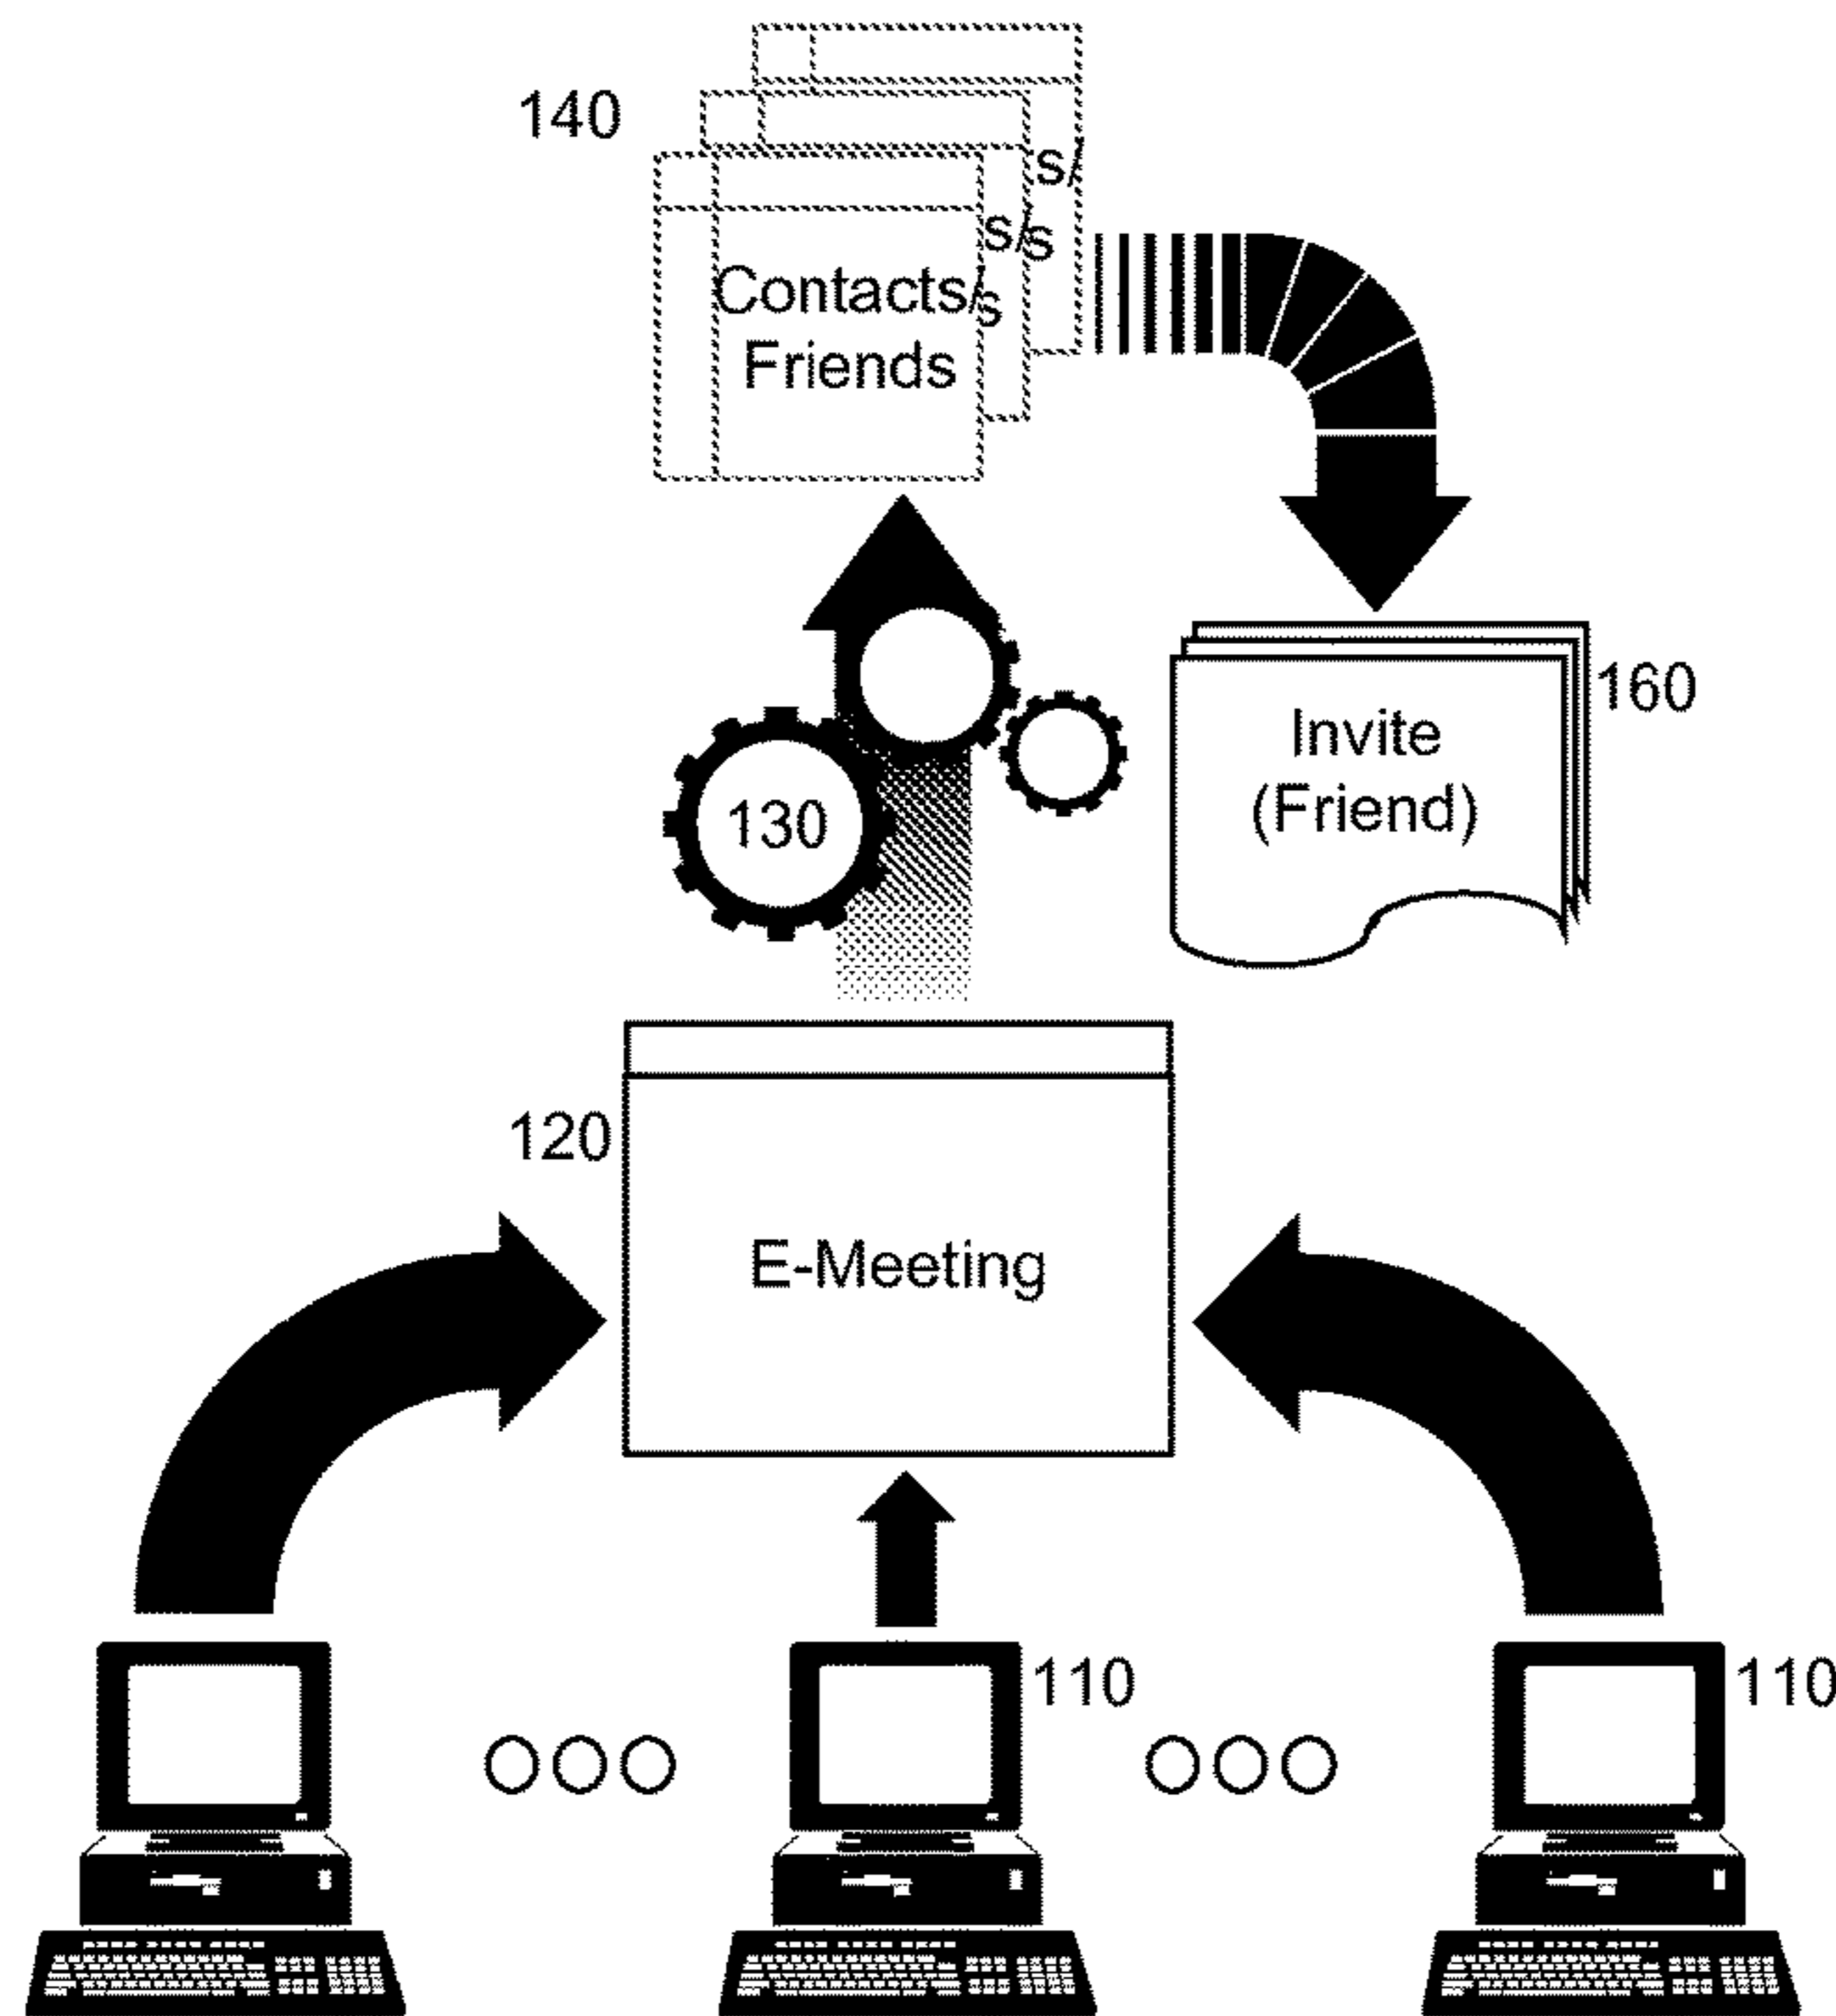 140
s/
s/s
Contacts/s
Friends
160
Invite
(Friend)
130
120
E-Meeting
110
110